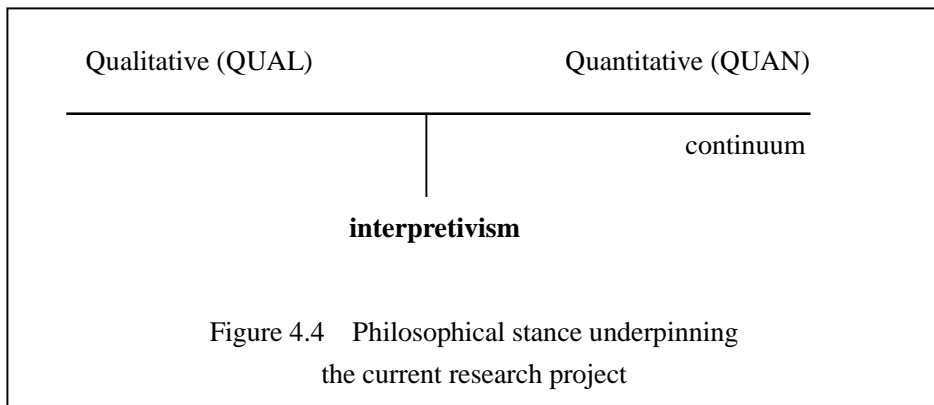 Qualitative (QUAL) Quantitative (QUAN)
continuum
interpretivism
Figure 4.4 Philosophical stance underpinning
the current research project